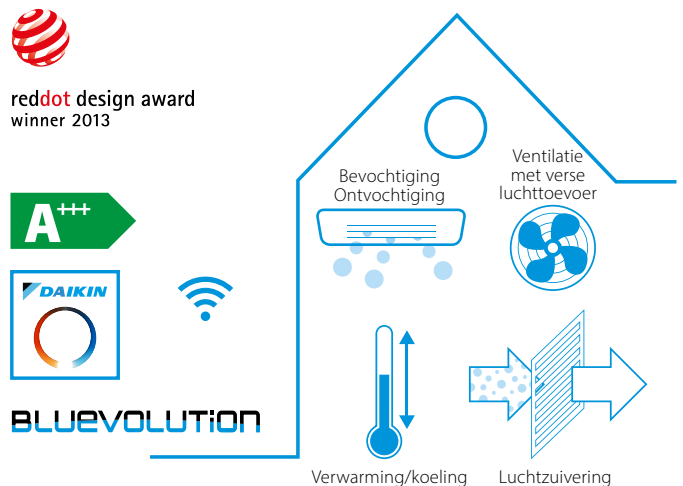 reddot design award
winner 2013
A+++
DAIKIN
BLUEVOLUTION
Bevochtiging
Ontvochtiging
Ventilatie
met verse
luchttoevoer
Verwarming/koeling
Luchtzuivering